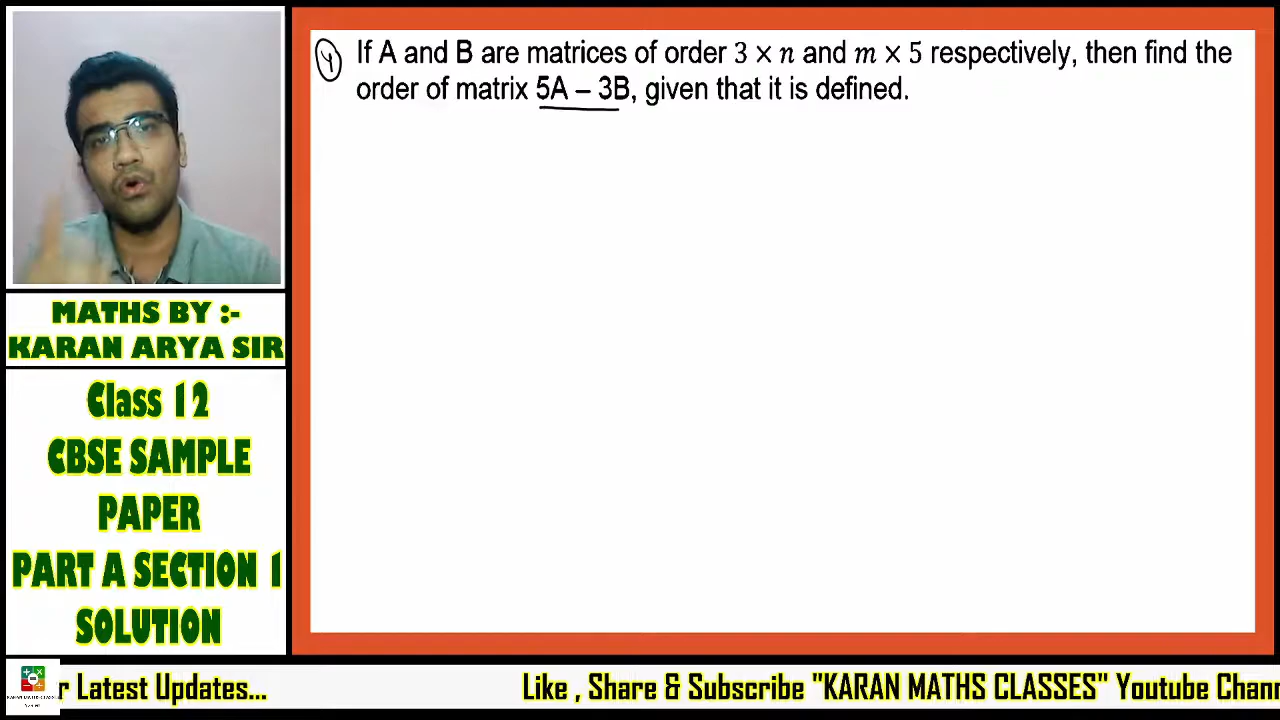 4 If A and B are matrices of order 3 × n and m × 5 respectively, then find the
order of matrix 5A – 3B, given that it is defined.
MATHS BY :-
KARAN ARYA SIR
Class 12
CBSE SAMPLE
PAPER
PART A SECTION 1
SOLUTION
r Latest Updates...
Like , Share & Subscribe "KARAN MATHS CLASSES" Youtube Chann